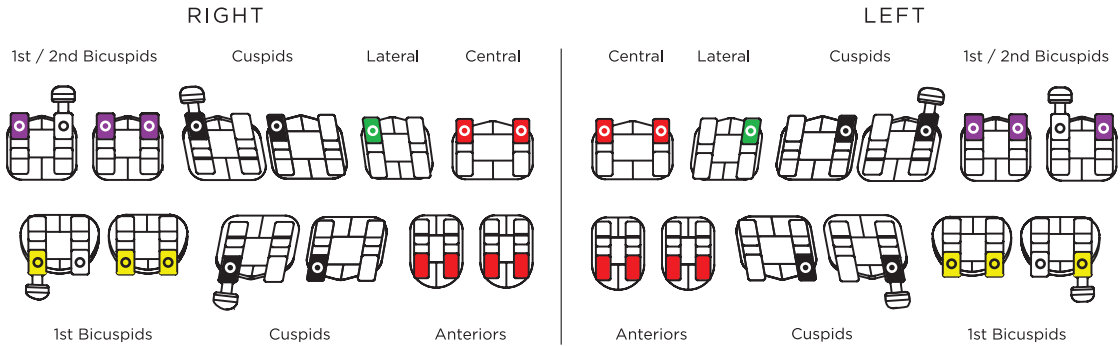 RIGHT LEFT
1st / 2nd Bicuspids Cuspids Lateral Central Central Lateral Cuspids 1st / 2nd Bicuspids
1st Bicuspids Cuspids Anteriors Anteriors Cuspids 1st Bicuspids